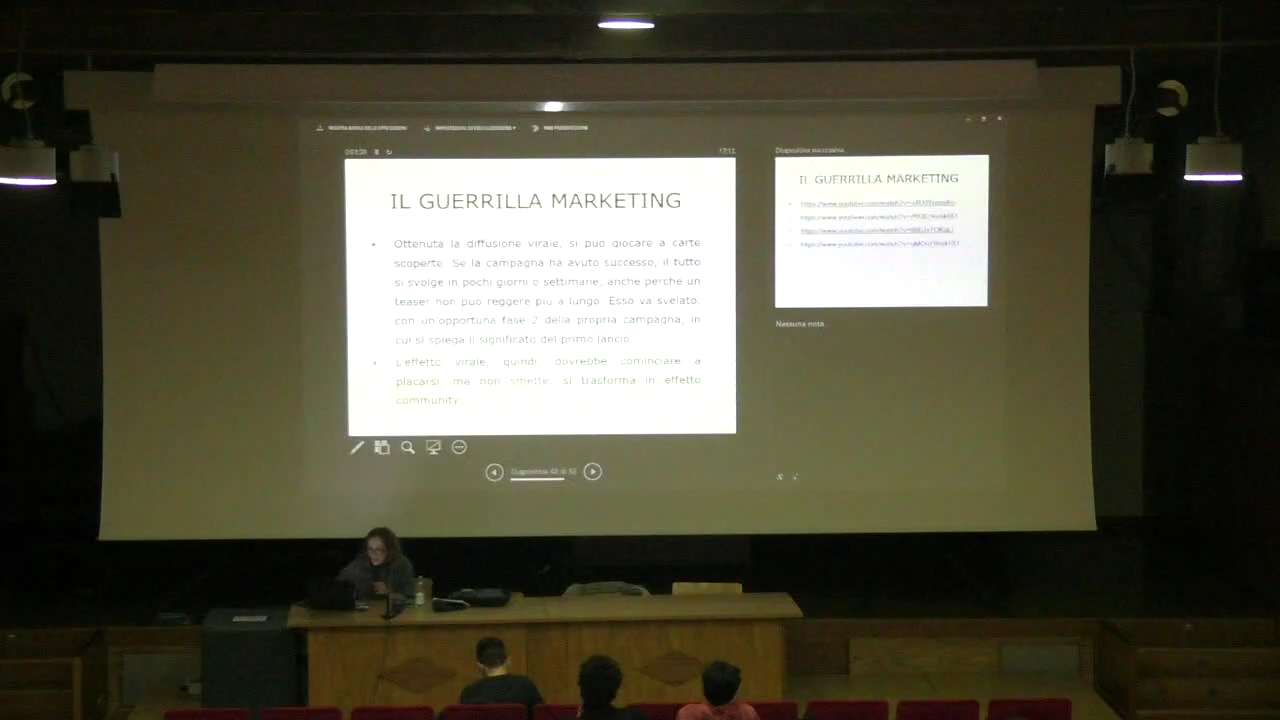 17:11
Diapositiva successiva
IL GUERRILLA MARKETING
Ottenuta la diffusione virale, si può giocare a carte
scoperte. Se la campagna ha avuto successo, il tutto
si svolge in pochi giorni o settimane, anche perché un
teaser non può reggere più a lungo. Esso va svelato,
con un'opportuna fase 2 della propria campagna, in
cui si spiega il significato del primo lancio.
L'effetto virale, quindi, dovrebbe cominciare a
placarsi, ma non smette, si trasforma in effetto
community.
IL GUERRILLA MARKETING
Nessuna nota.